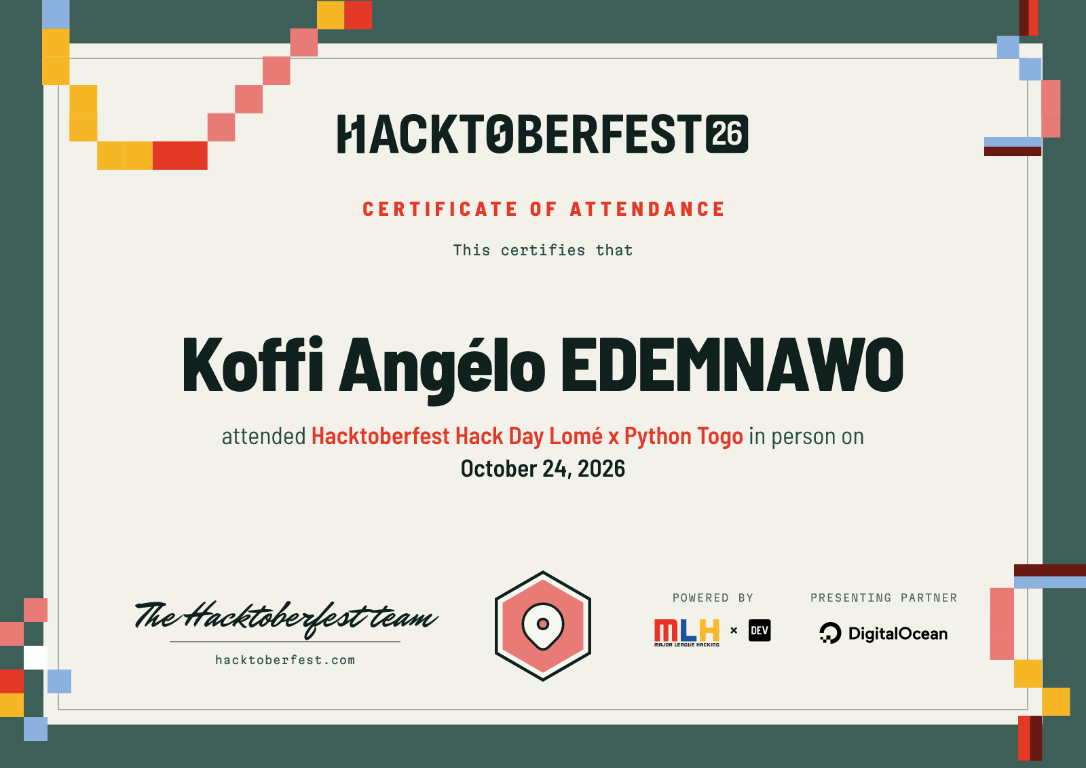 HACKTOBERFEST 26
CERTIFICATE OF ATTENDANCE
This certifies that
Koffi Angélo EDEMNAWO
attended Hacktoberfest Hack Day Lomé x Python Togo in person on
October 24, 2026
The Hacktoberfest team
hacktoberfest.com
POWERED BY
MLH
MAJOR LEAGUE HACKING
× DEV
PRESENTING PARTNER
DigitalOcean